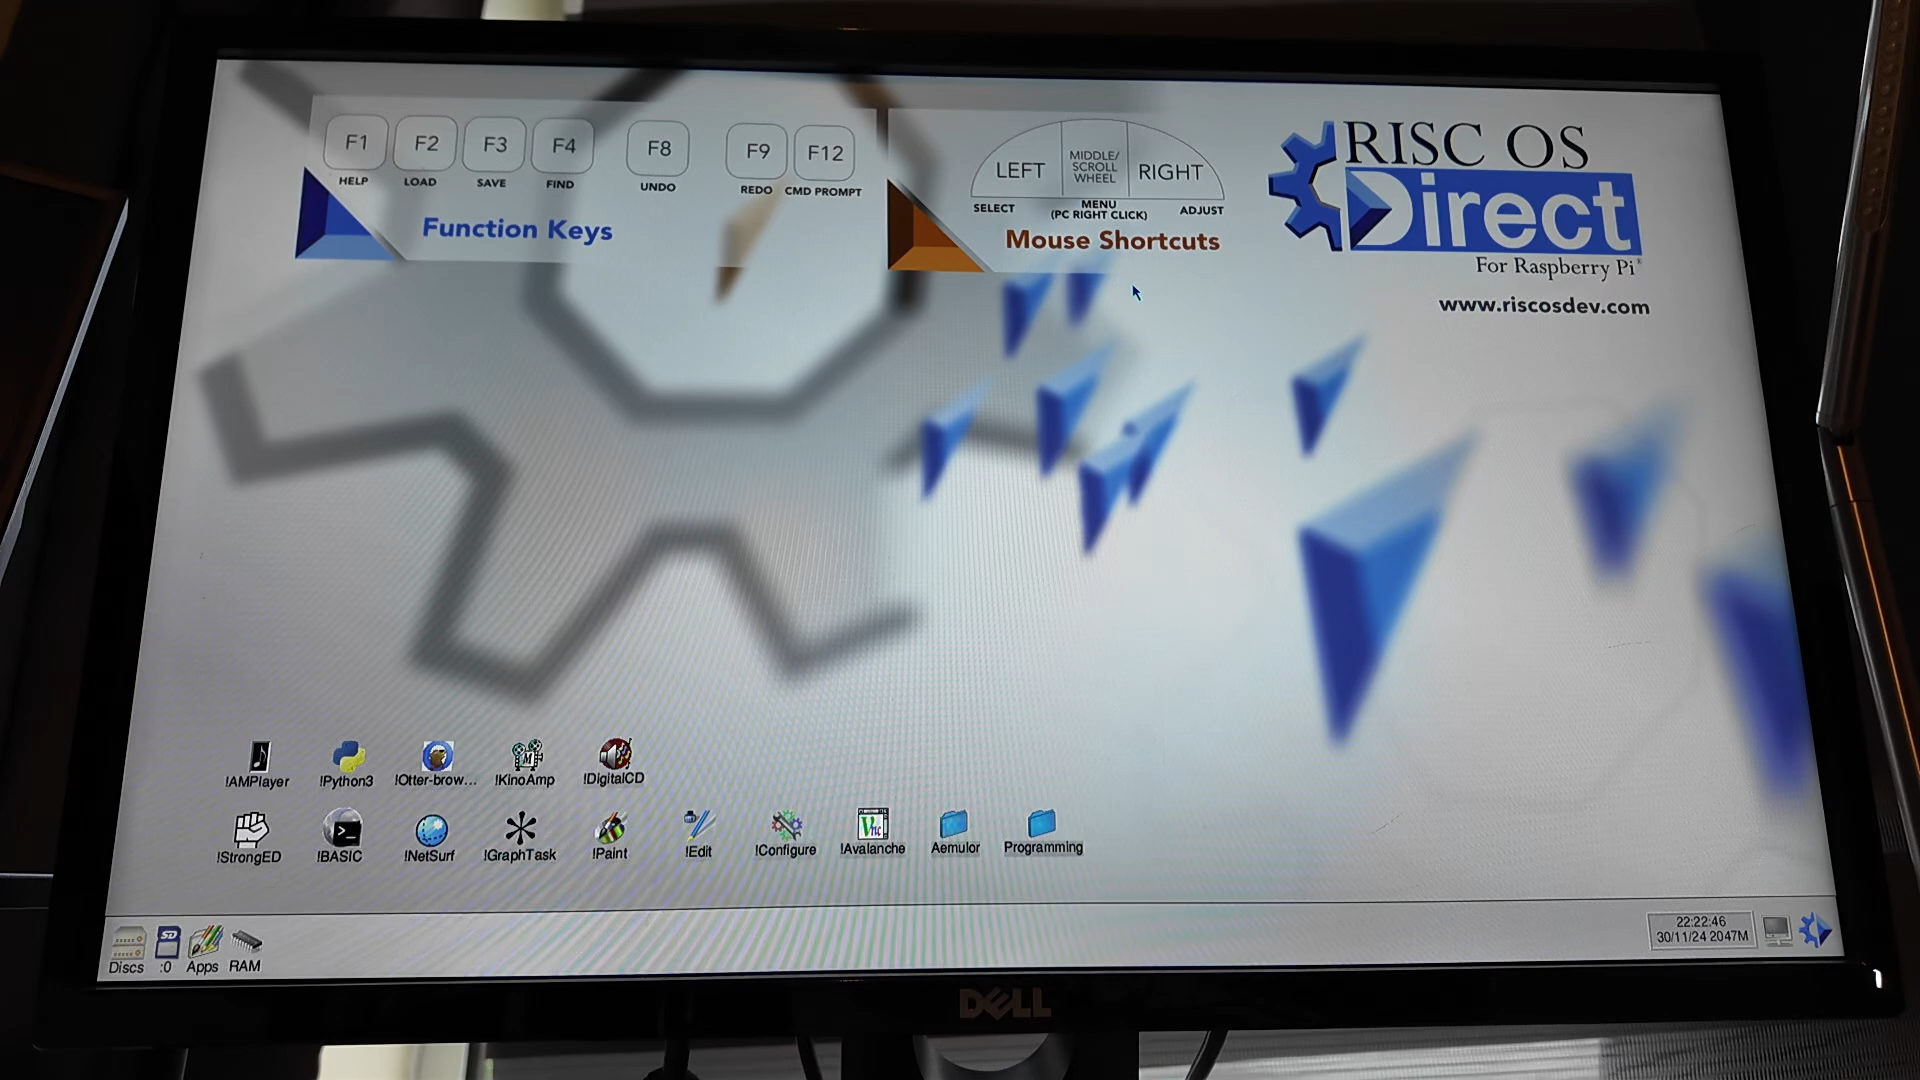 F1 F2 F3 F4 F8 F9 F12
HELP LOAD SAVE FIND UNDO REDO CMD PROMPT
Function Keys
LEFT MIDDLE/ SCROLL WHEEL RIGHT
SELECT MENU (PC RIGHT CLICK) ADJUST
Mouse Shortcuts
RISC OS
Direct
For Raspberry Pi®
www.riscosdev.com
!AMPlayer !Python3 !Otter-brow... !KinoAmp !DigitalCD
!StrongED !BASIC !NetSurf !GraphTask !Paint !Edit !Configure !Avalanche Aemulor Programming
Discs :0 Apps RAM
22:22:46
30/11/24 2047M
DELL